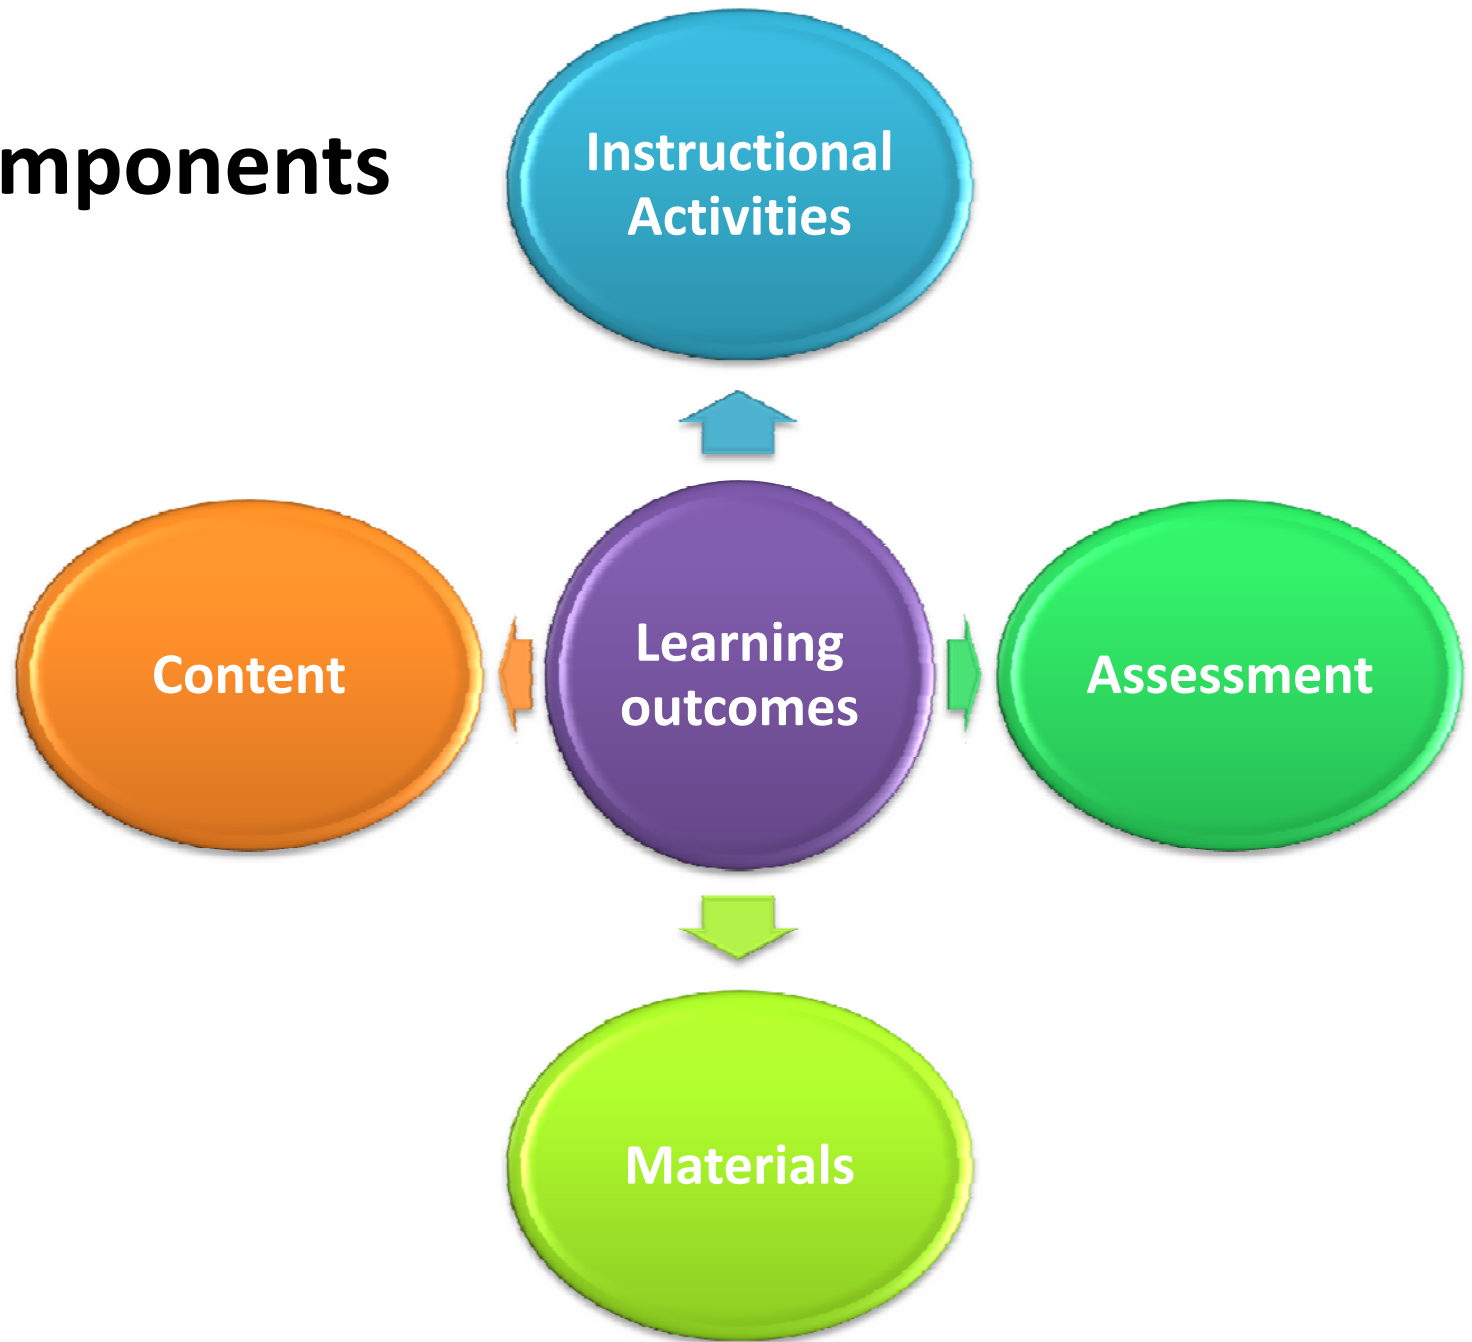 mponents
Instructional
Activities
Content
Learning
outcomes
Assessment
Materials